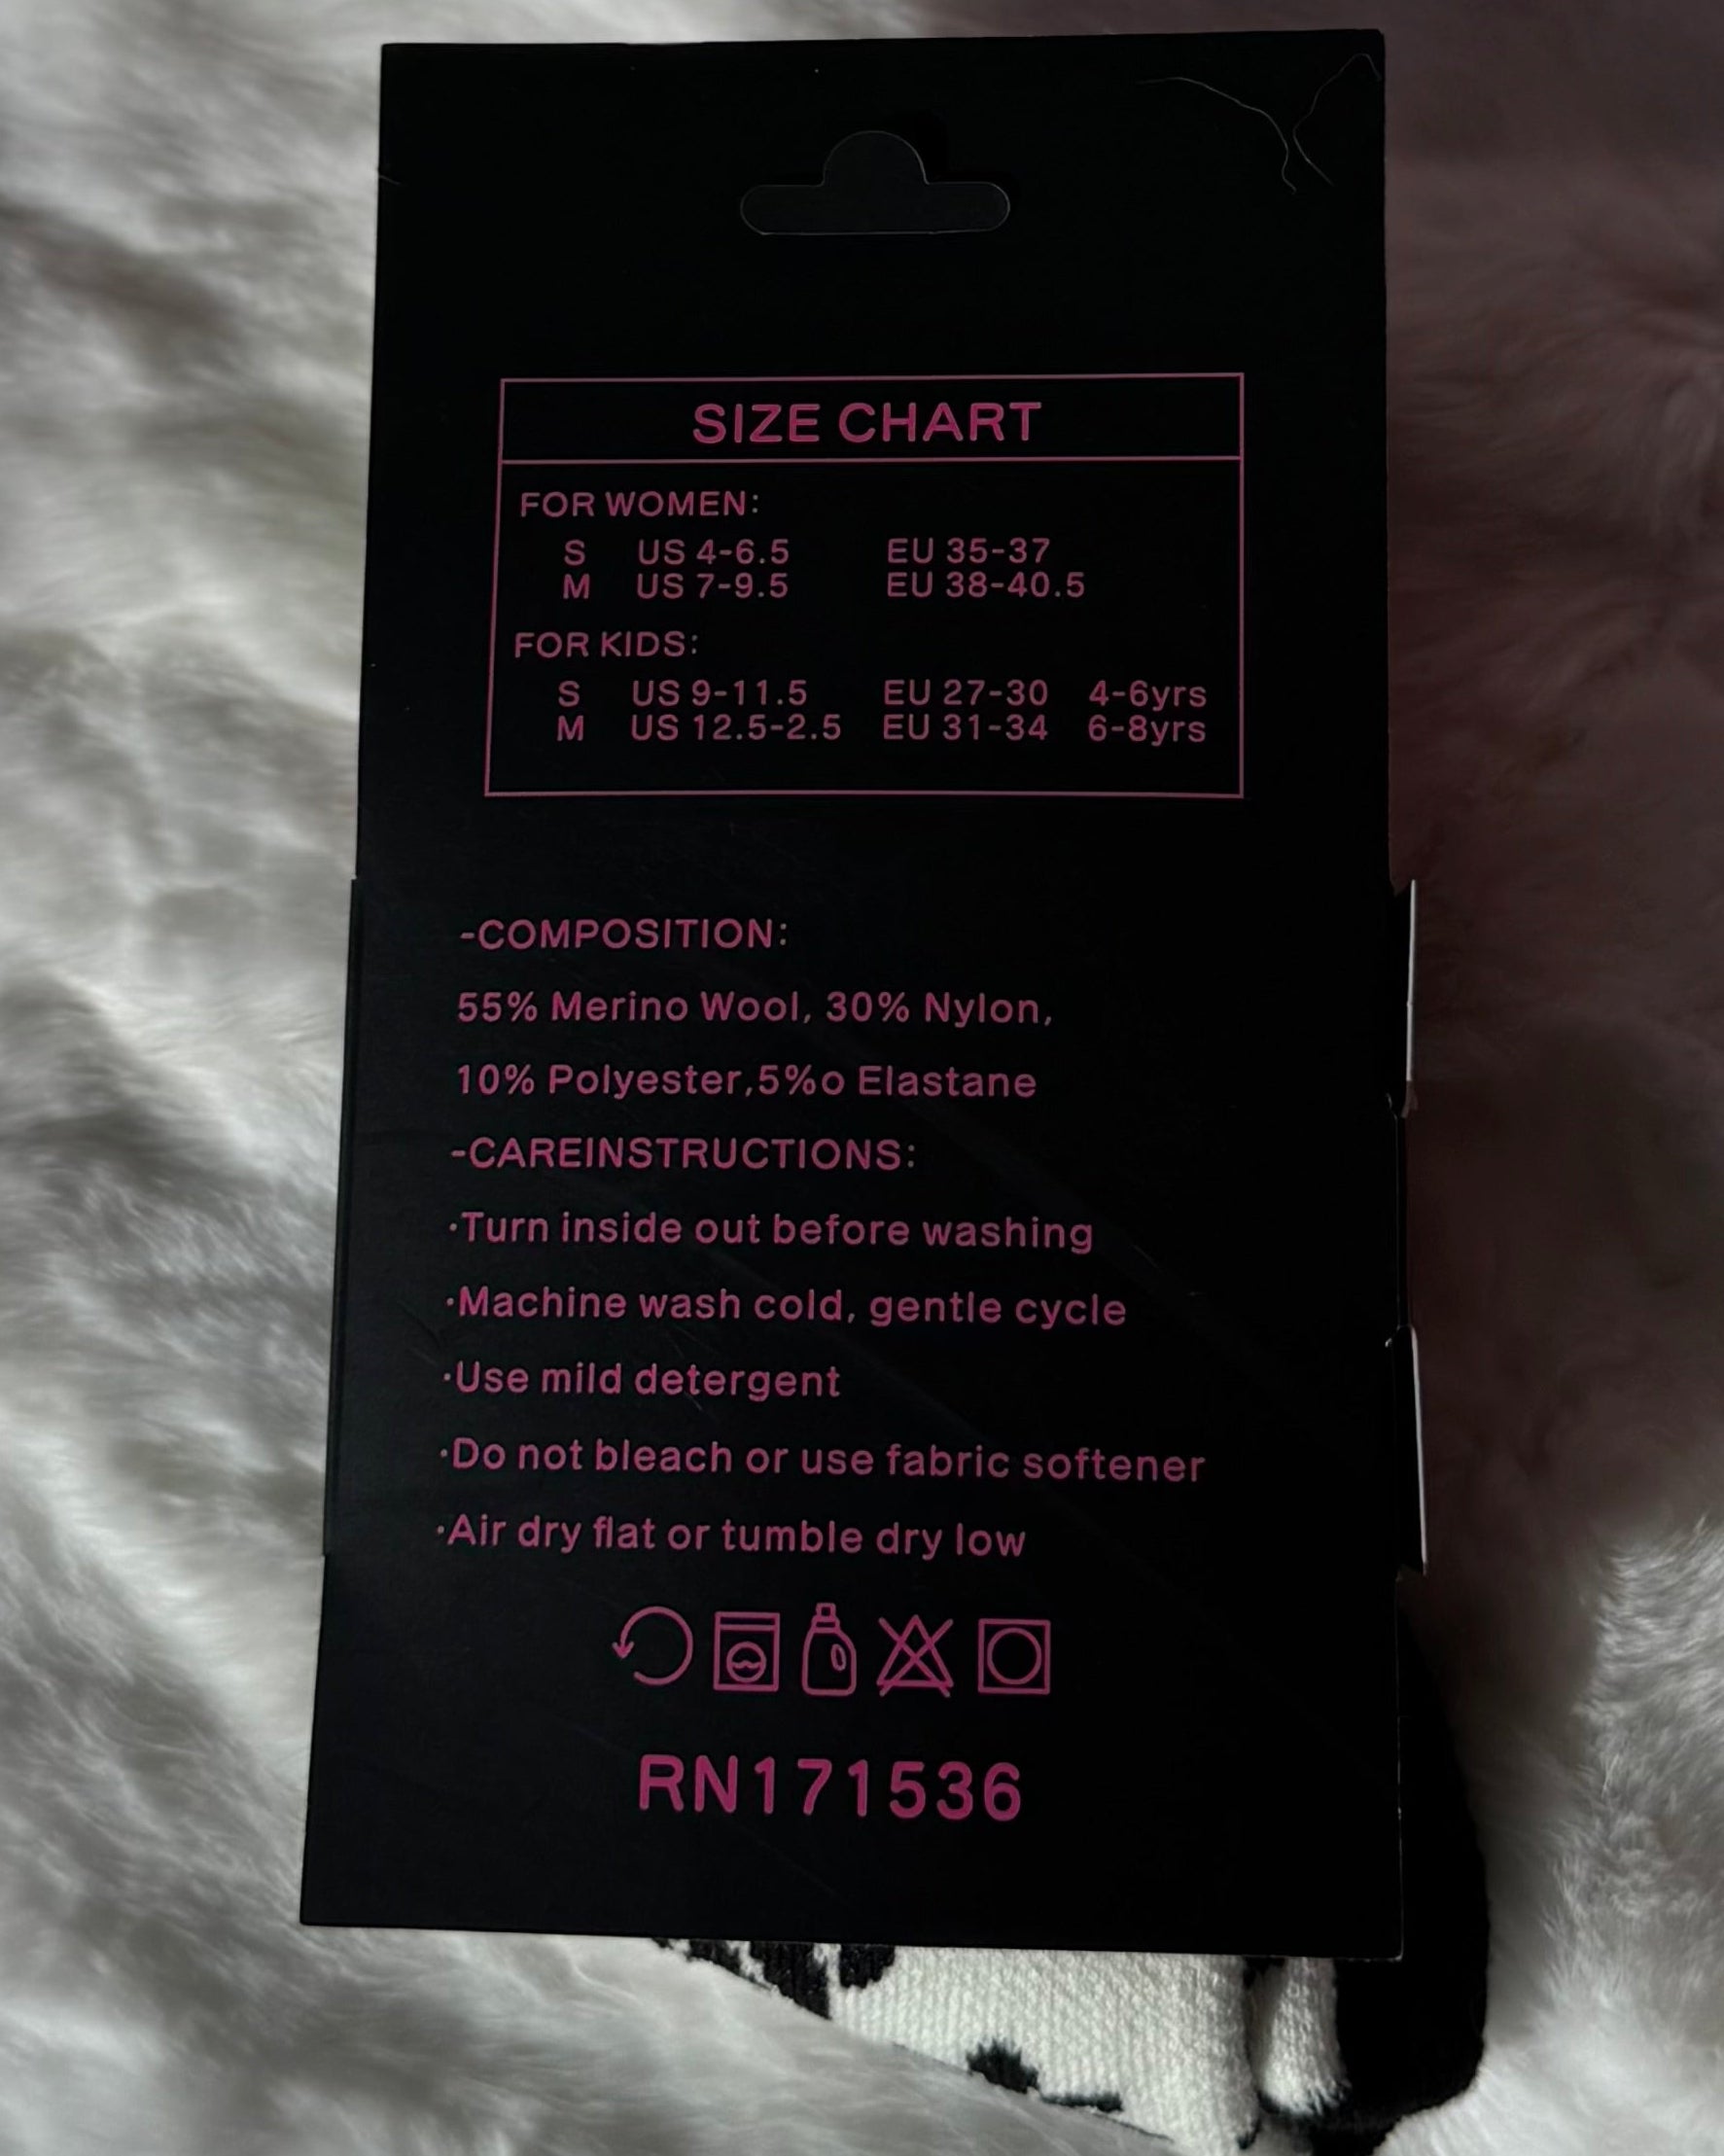 SIZE CHART
FOR WOMEN:
S US 4-6.5 EU 35-37
M US 7-9.5 EU 38-40.5
FOR KIDS:
S US 9-11.5 EU 27-30 4-6yrs
M US 12.5-2.5 EU 31-34 6-8yrs
-COMPOSITION:
55% Merino Wool, 30% Nylon,
10% Polyester,5%o Elastane
-CAREINSTRUCTIONS:
·Turn inside out before washing
·Machine wash cold, gentle cycle
·Use mild detergent
·Do not bleach or use fabric softener
·Air dry flat or tumble dry low
RN171536